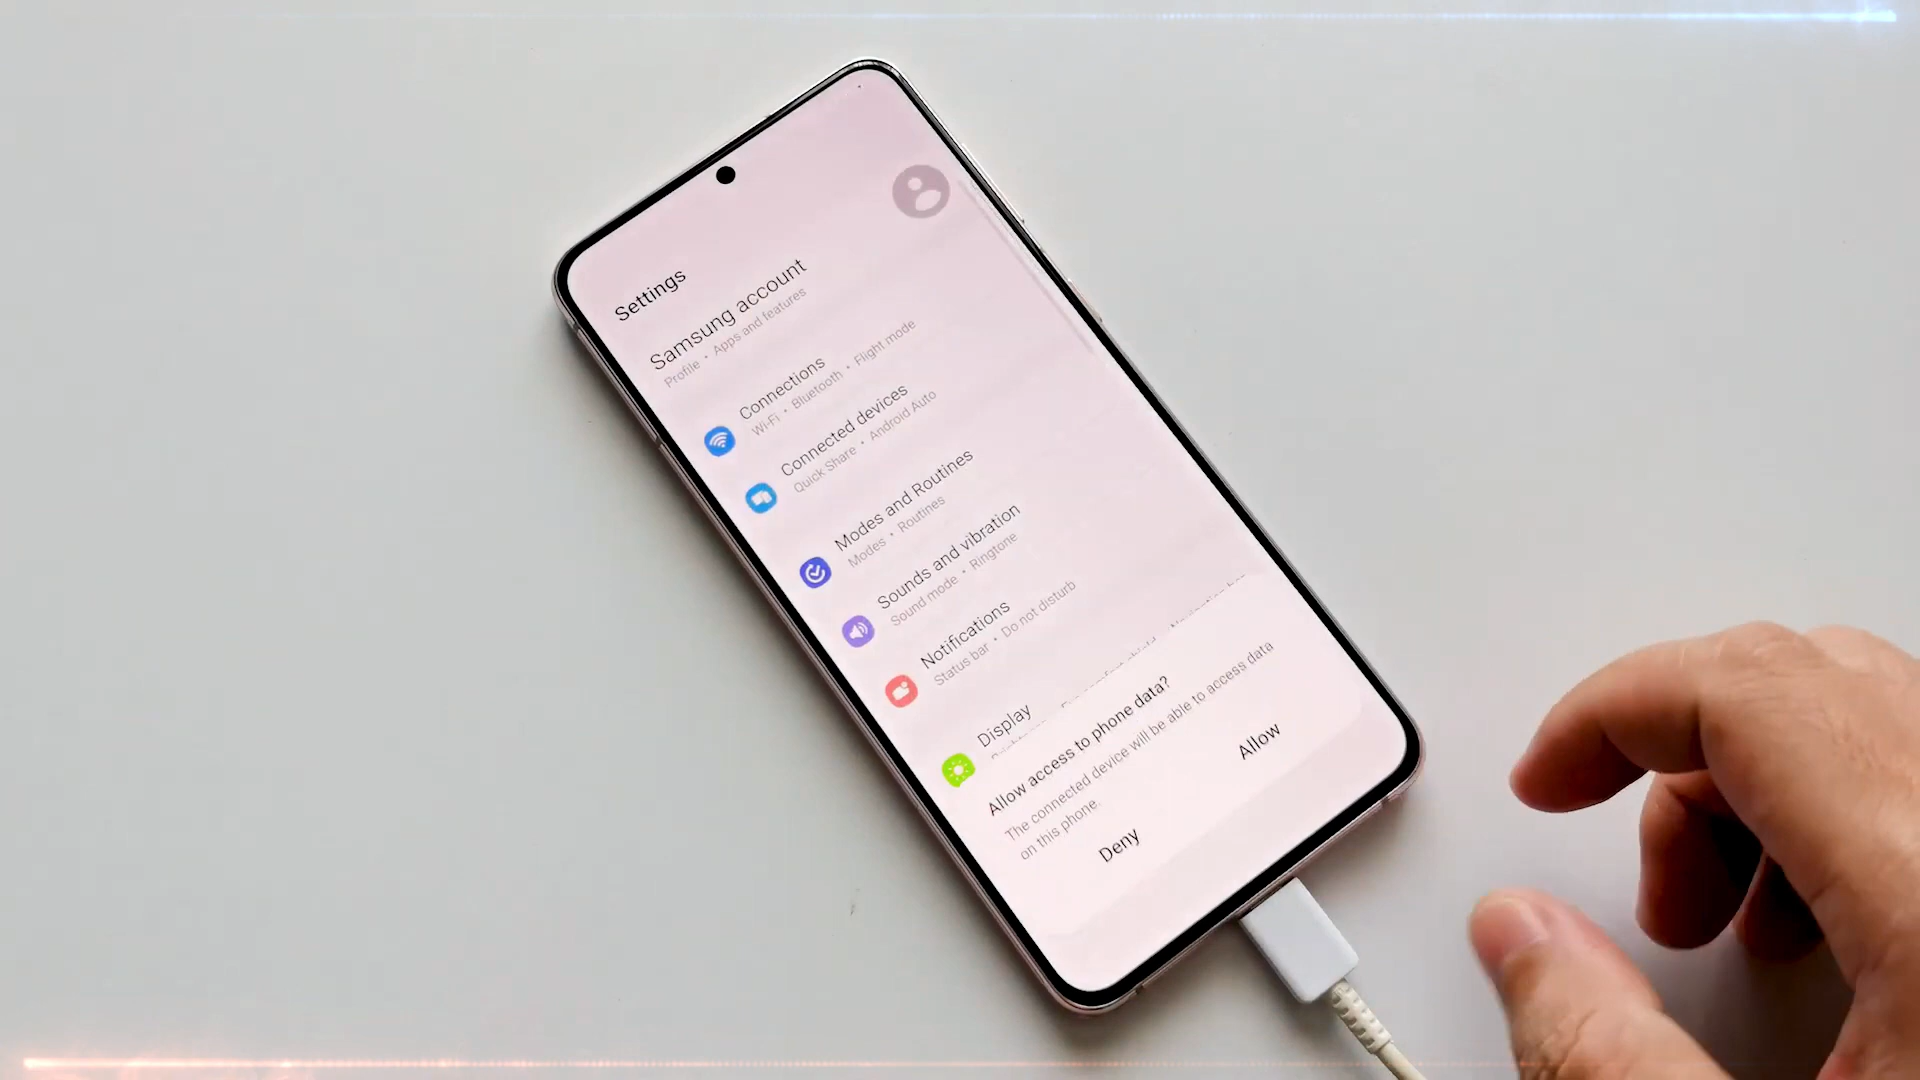 Settings
Samsung account
Profile • Apps and features
Connections
Wi-Fi • Bluetooth • Flight mode
Connected devices
Quick Share • Android Auto
Modes and Routines
Modes • Routines
Sounds and vibration
Sound mode • Ringtone
Notifications
Status bar • Do not disturb
Display
Allow access to phone data?
The connected device will be able to access data
on this phone.
Deny
Allow